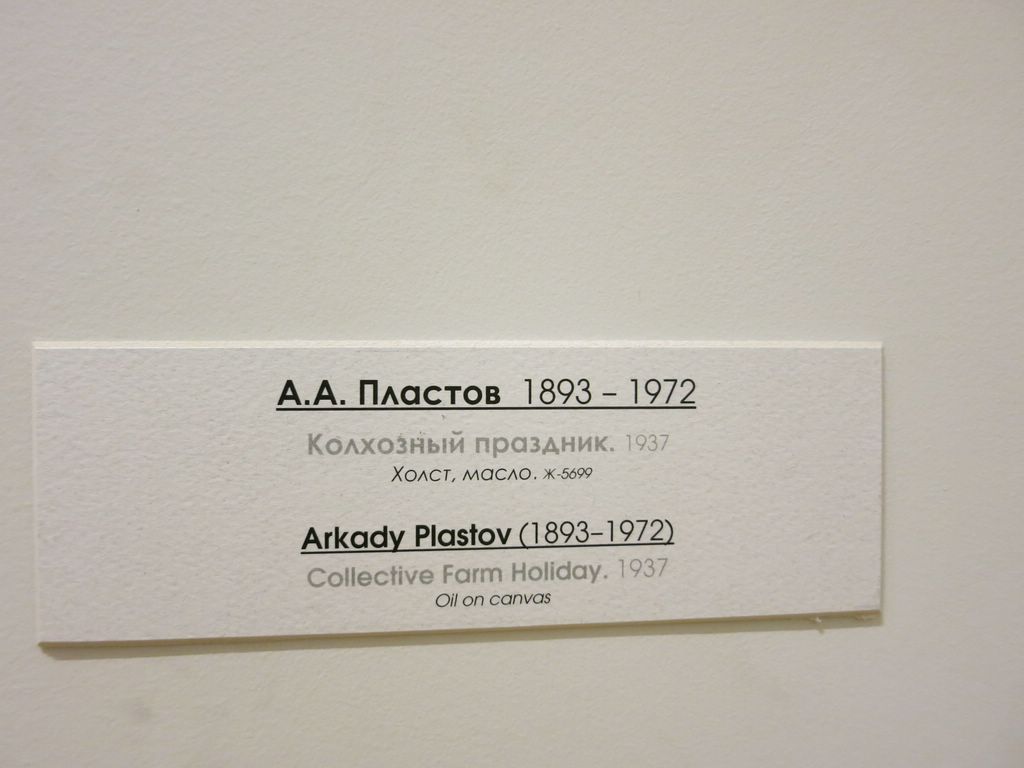 А.А. Пластов 1893 – 1972
Колхозный праздник. 1937
Холст, масло. Ж-5699
Arkady Plastov (1893–1972)
Collective Farm Holiday. 1937
Oil on canvas